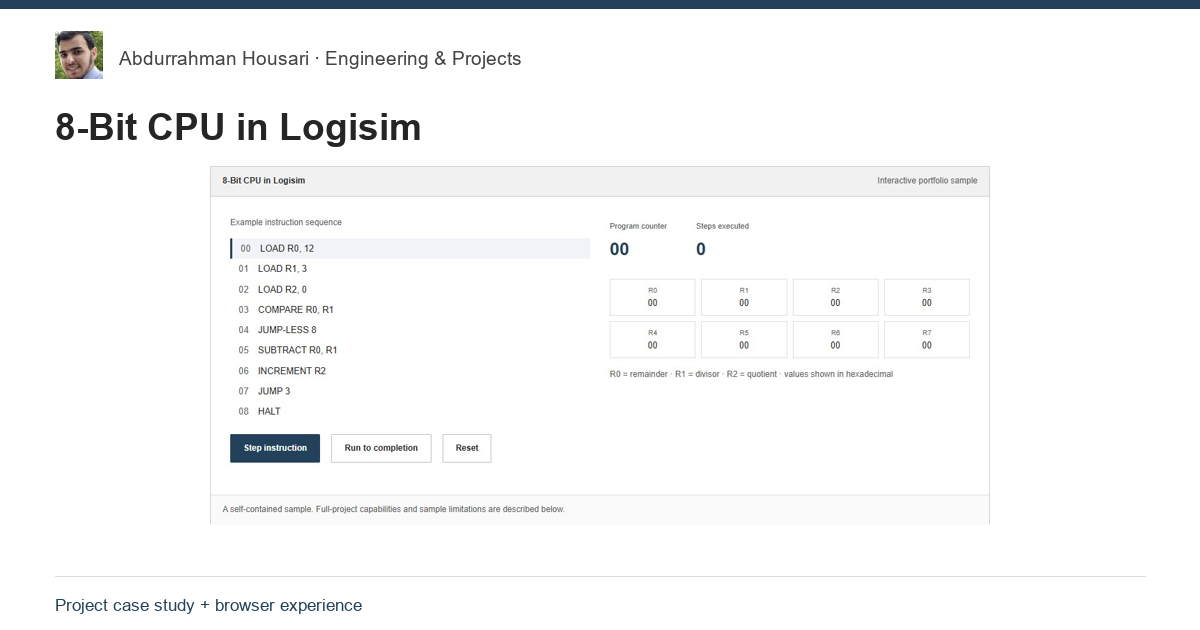 Abdurrahman Housari · Engineering & Projects
8-Bit CPU in Logisim
8-Bit CPU in Logisim
Interactive portfolio sample
Example instruction sequence
00 LOAD R0, 12
01 LOAD R1, 3
02 LOAD R2, 0
03 COMPARE R0, R1
04 JUMP-LESS 8
05 SUBTRACT R0, R1
06 INCREMENT R2
07 JUMP 3
08 HALT
Step instruction
Run to completion
Reset
Program counter
Steps executed
00
0
R0 R1 R2 R3
00 00 00 00
R4 R5 R6 R7
00 00 00 00
R0 = remainder · R1 = divisor · R2 = quotient · values shown in hexadecimal
A self-contained sample. Full-project capabilities and sample limitations are described below.
Project case study + browser experience